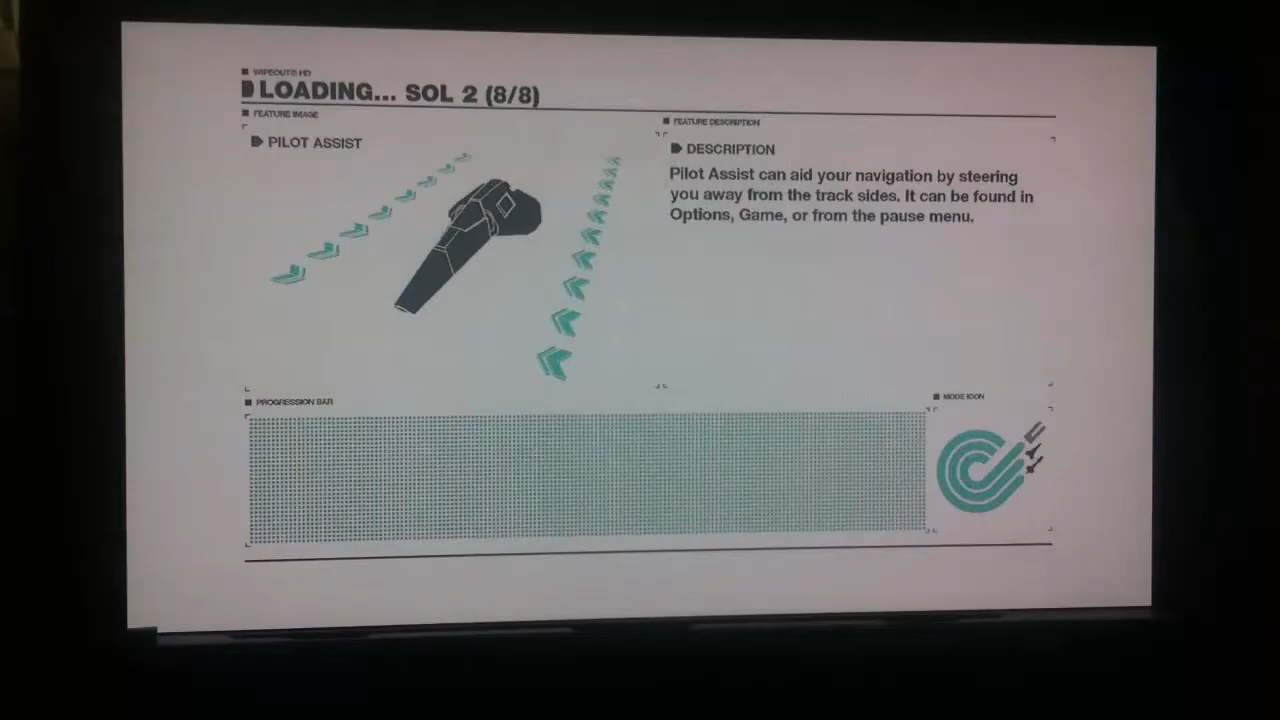 WIPEOUT® HD
LOADING... SOL 2 (8/8)
FEATURE IMAGE
PILOT ASSIST
FEATURE DESCRIPTION
DESCRIPTION
Pilot Assist can aid your navigation by steering
you away from the track sides. It can be found in
Options, Game, or from the pause menu.
PROGRESSION BAR
MODE ICON